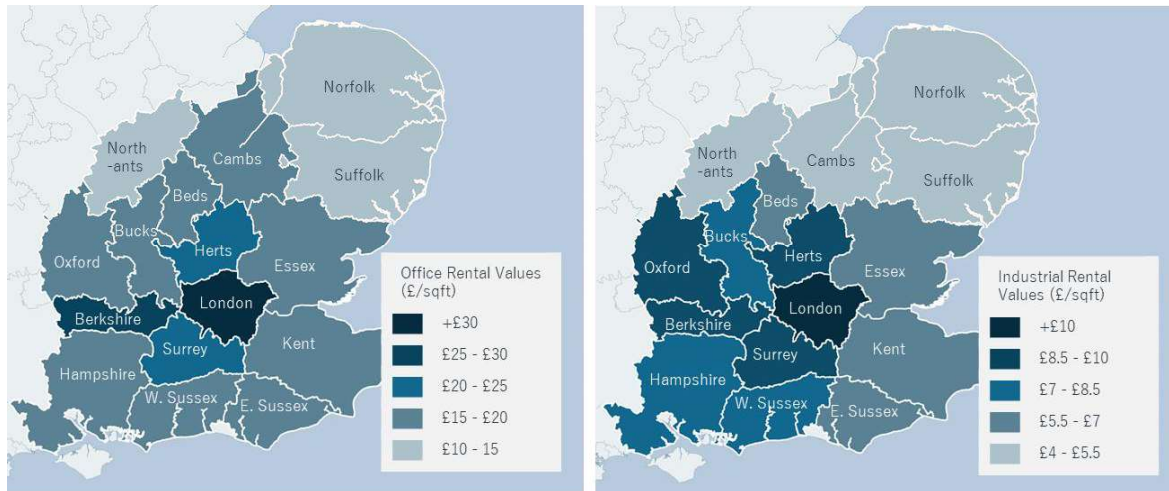 Norfolk
North
-ants
Cambs
Suffolk
Beds
Bucks
Herts
Oxford
Essex
London
Berkshire
Surrey
Kent
Hampshire
W. Sussex
E. Sussex
Office Rental Values
(£/sqft)
+£30
£25 - £30
£20 - £25
£15 - £20
£10 - 15
Norfolk
North
-ants
Cambs
Suffolk
Beds
Bucks
Herts
Oxford
Essex
London
Berkshire
Surrey
Kent
Hampshire
W. Sussex
E. Sussex
Industrial Rental
Values (£/sqft)
+£10
£8.5 - £10
£7 - £8.5
£5.5 - £7
£4 - £5.5